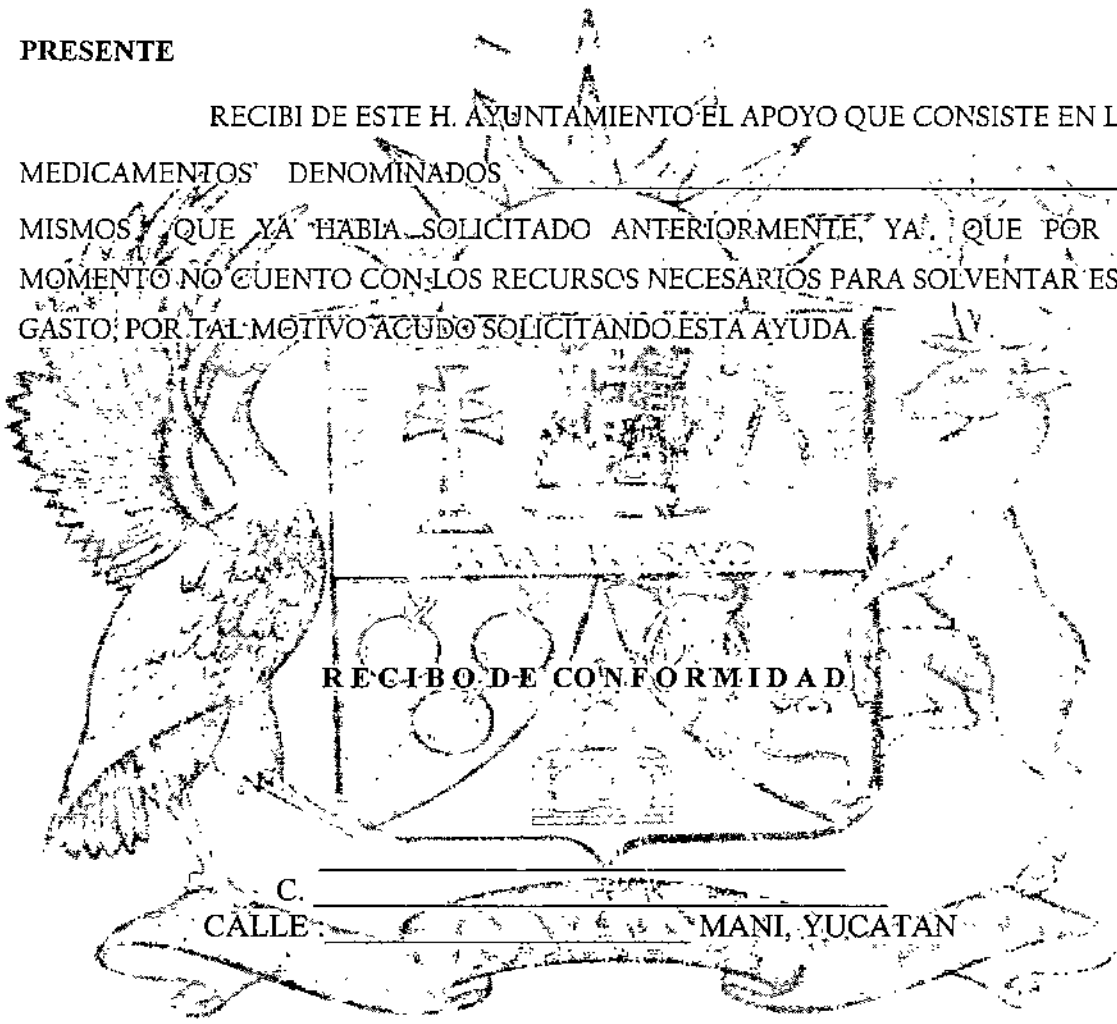 PRESENTE
RECIBI DE ESTE H. AYUNTAMIENTO EL APOYO QUE CONSISTE EN L
MEDICAMENTOS DENOMINADOS
MISMOS QUE YA HABIA SOLICITADO ANTERIORMENTE, YA QUE POR
MOMENTO NO CUENTO CON LOS RECURSOS NECESARIOS PARA SOLVENTAR ES
GASTO, POR TAL MOTIVO ACUDO SOLICITANDO ESTA AYUDA.
RECIBO DE CONFORMIDAD
C.
CALLE : MANI, YUCATAN